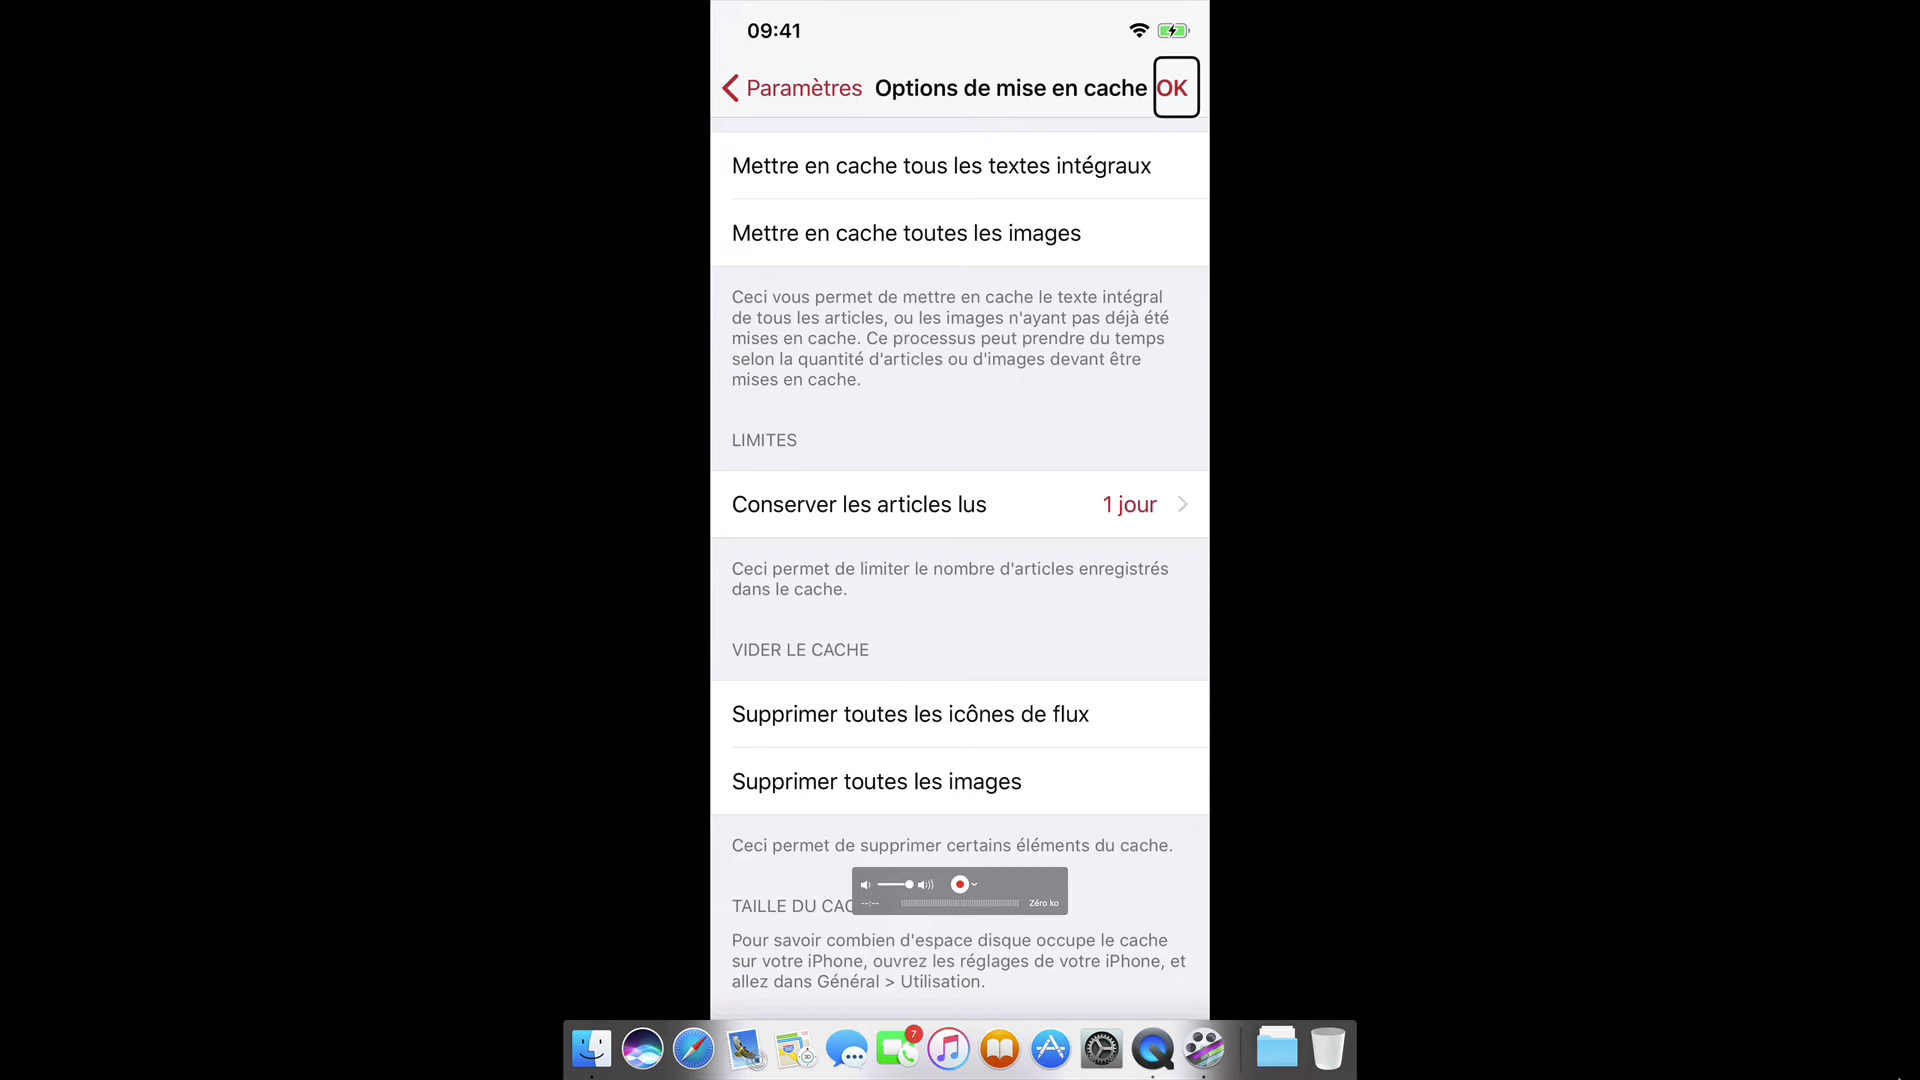 09:41
Paramètres Options de mise en cache OK
Mettre en cache tous les textes intégraux
Mettre en cache toutes les images
Ceci vous permet de mettre en cache le texte intégral
de tous les articles, ou les images n'ayant pas déjà été
mises en cache. Ce processus peut prendre du temps
selon la quantité d'articles ou d'images devant être
mises en cache.
LIMITES
Conserver les articles lus 1 jour
Ceci permet de limiter le nombre d'articles enregistrés
dans le cache.
VIDER LE CACHE
Supprimer toutes les icônes de flux
Supprimer toutes les images
Ceci permet de supprimer certains éléments du cache.
--:-- Zéro ko
TAILLE DU CAC
Pour savoir combien d'espace disque occupe le cache
sur votre iPhone, ouvrez les réglages de votre iPhone, et
allez dans Général > Utilisation.
7
3D